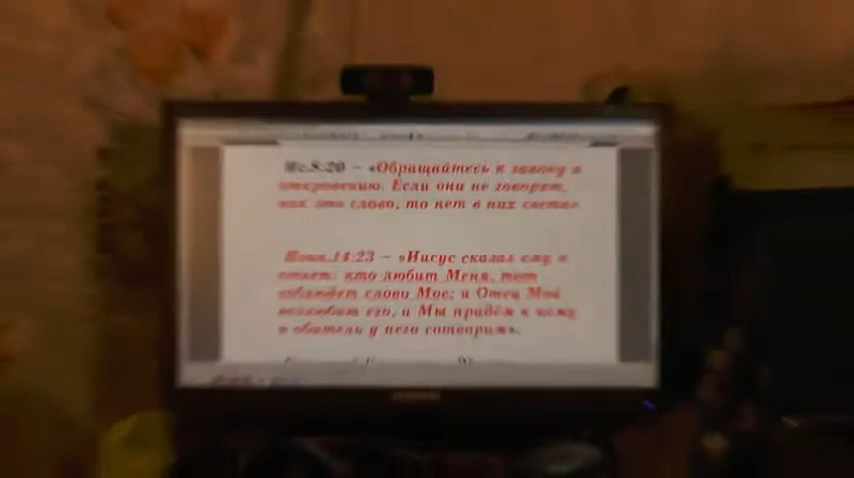 Ис.8:20 – «Обращайтесь к закону и
откровению. Если они не говорят,
как это слово, то нет в них света»
Иоан.14:23 – «Иисус сказал ему в
ответ: кто любит Меня, тот
соблюдет слово Мое; и Отец Мой
возлюбит его, и Мы придём к нему
и обитель у него сотворим».